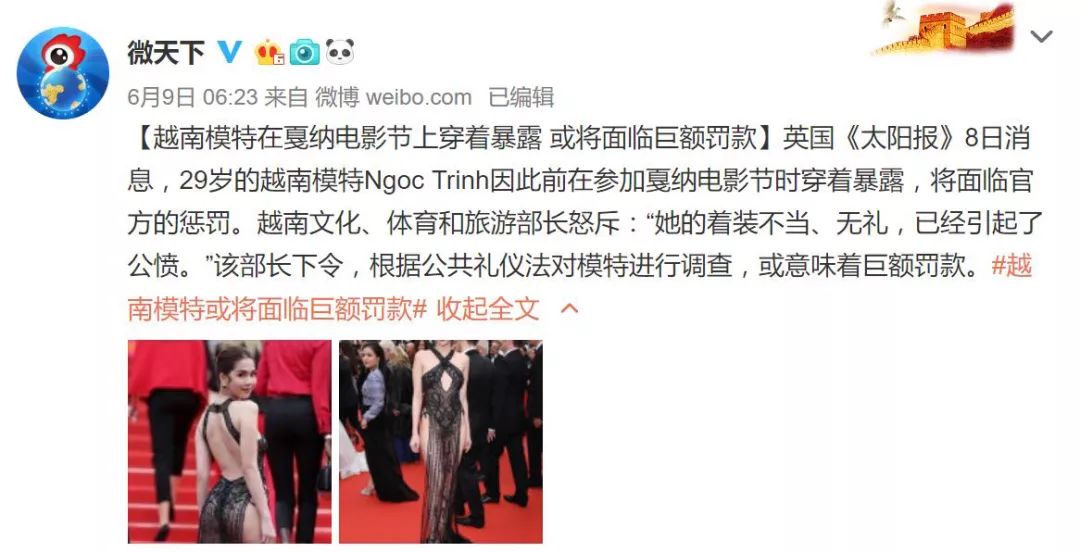 微天下
6月9日 06:23 来自 微博 weibo.com 已编辑
【越南模特在戛纳电影节上穿着暴露 或将面临巨额罚款】英国《太阳报》8日消
息，29岁的越南模特Ngoc Trinh因此前在参加戛纳电影节时穿着暴露，将面临官
方的惩罚。越南文化、体育和旅游部长怒斥：“她的着装不当、无礼，已经引起了
公愤。”该部长下令，根据公共礼仪法对模特进行调查，或意味着巨额罚款。#越
南模特或将面临巨额罚款# 收起全文